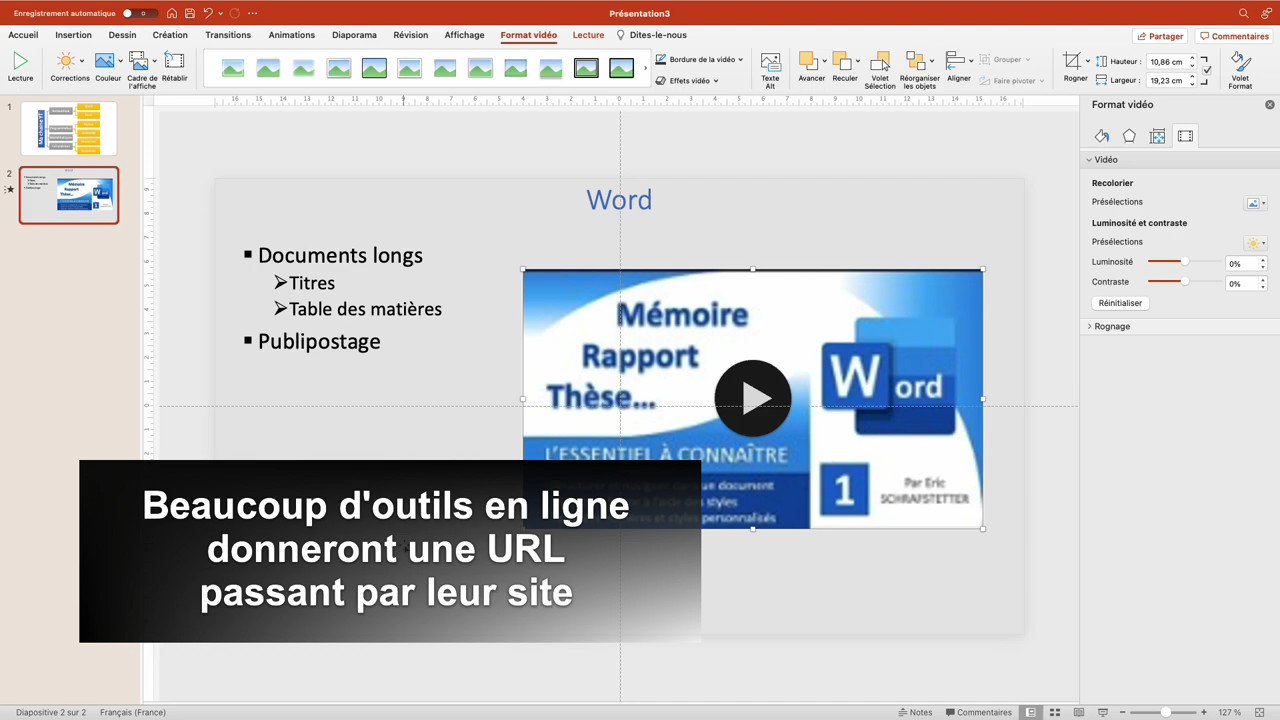 Enregistrement automatique
Présentation3
Accueil Insertion Dessin Création Transitions Animations Diaporama Révision Affichage Format vidéo Lecture Dites-le-nous
Partager Commentaires
Lecture
Corrections
Couleur
Cadre de l'affiche
Rétablir
Bordure de la vidéo
Effets vidéo
Texte Alt
Avancer
Reculer
Volet Sélection
Réorganiser les objets
Aligner
Grouper
Faire pivoter
Rogner
Hauteur : 10,86 cm
Largeur : 19,23 cm
Volet Format
1
2
Word
Documents longs
Titres
Table des matières
Publipostage
Mémoire
Rapport
Thèse...
L'ESSENTIEL À CONNAÎTRE
Word
1
Par Eric
SCHRAFSTETTER
Beaucoup d'outils en ligne
donneront une URL
passant par leur site
Format vidéo
Vidéo
Recolorier
Présélections
Luminosité et contraste
Présélections
Luminosité 0%
Contraste 0%
Réinitialiser
Rognage
Diapositive 2 sur 2 Français (France)
Notes Commentaires 127 %